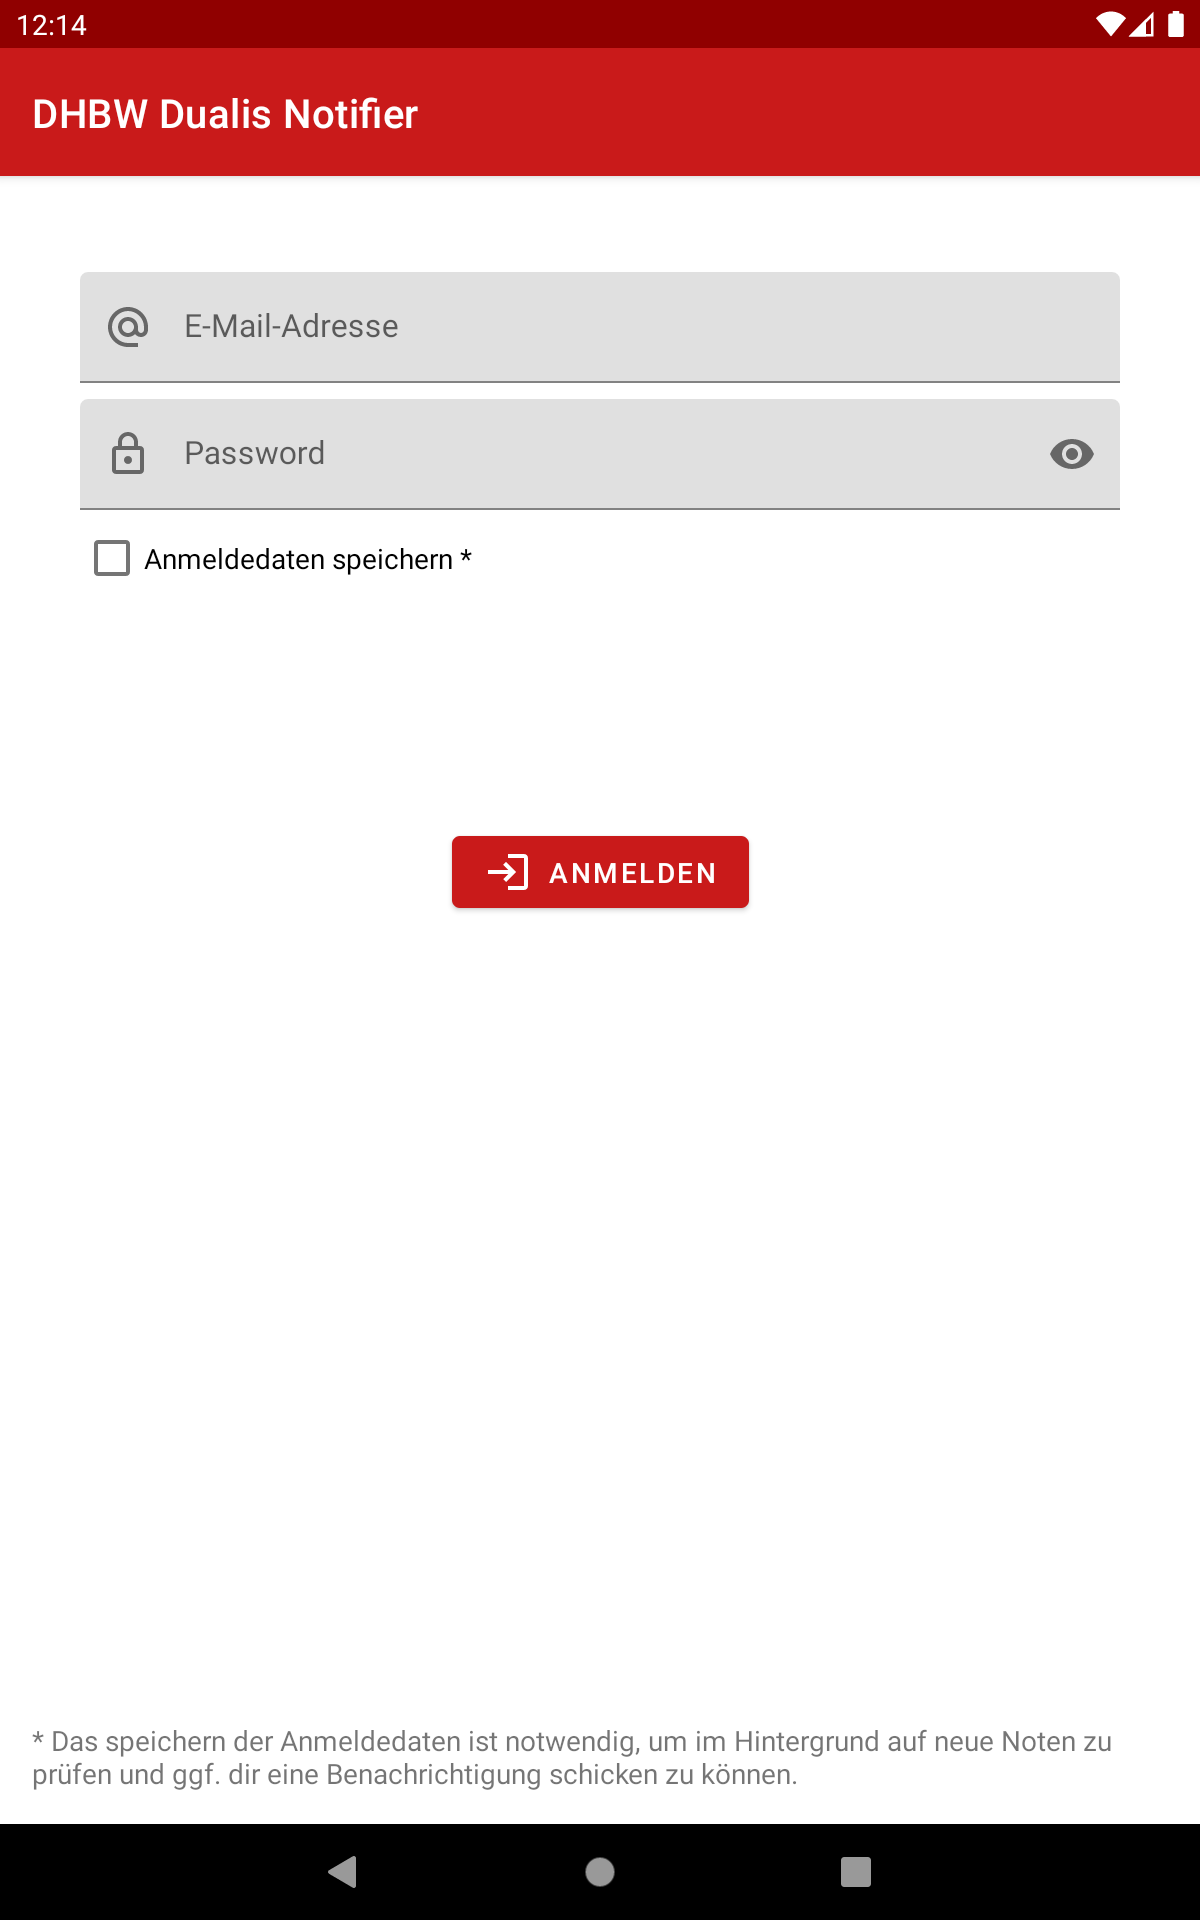 12:14
DHBW Dualis Notifier
E-Mail-Adresse
Password
Anmeldedaten speichern *
ANMELDEN
* Das speichern der Anmeldedaten ist notwendig, um im Hintergrund auf neue Noten zu
prüfen und ggf. dir eine Benachrichtigung schicken zu können.